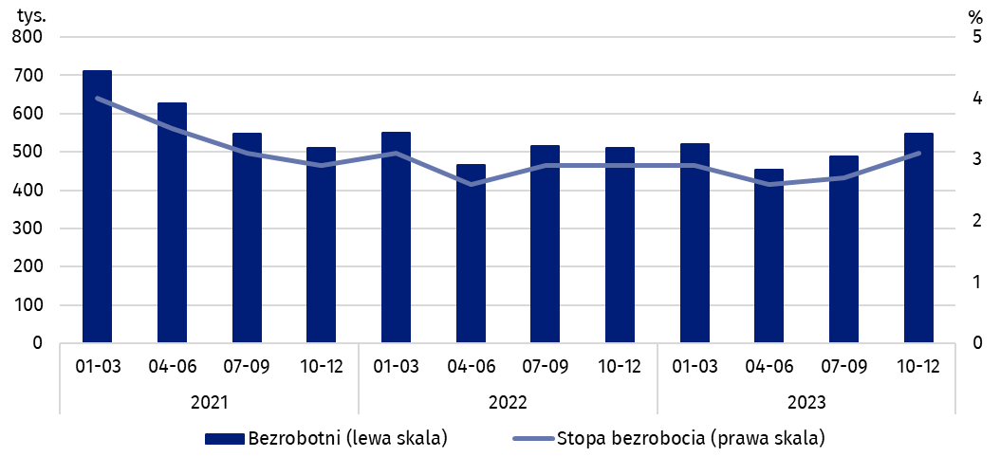 tys. %
800 5
700
600 4
500 3
400
300 2
200
100 1
0 0
01-03 04-06 07-09 10-12 01-03 04-06 07-09 10-12 01-03 04-06 07-09 10-12
2021 2022 2023
Bezrobotni (lewa skala) Stopa bezrobocia (prawa skala)